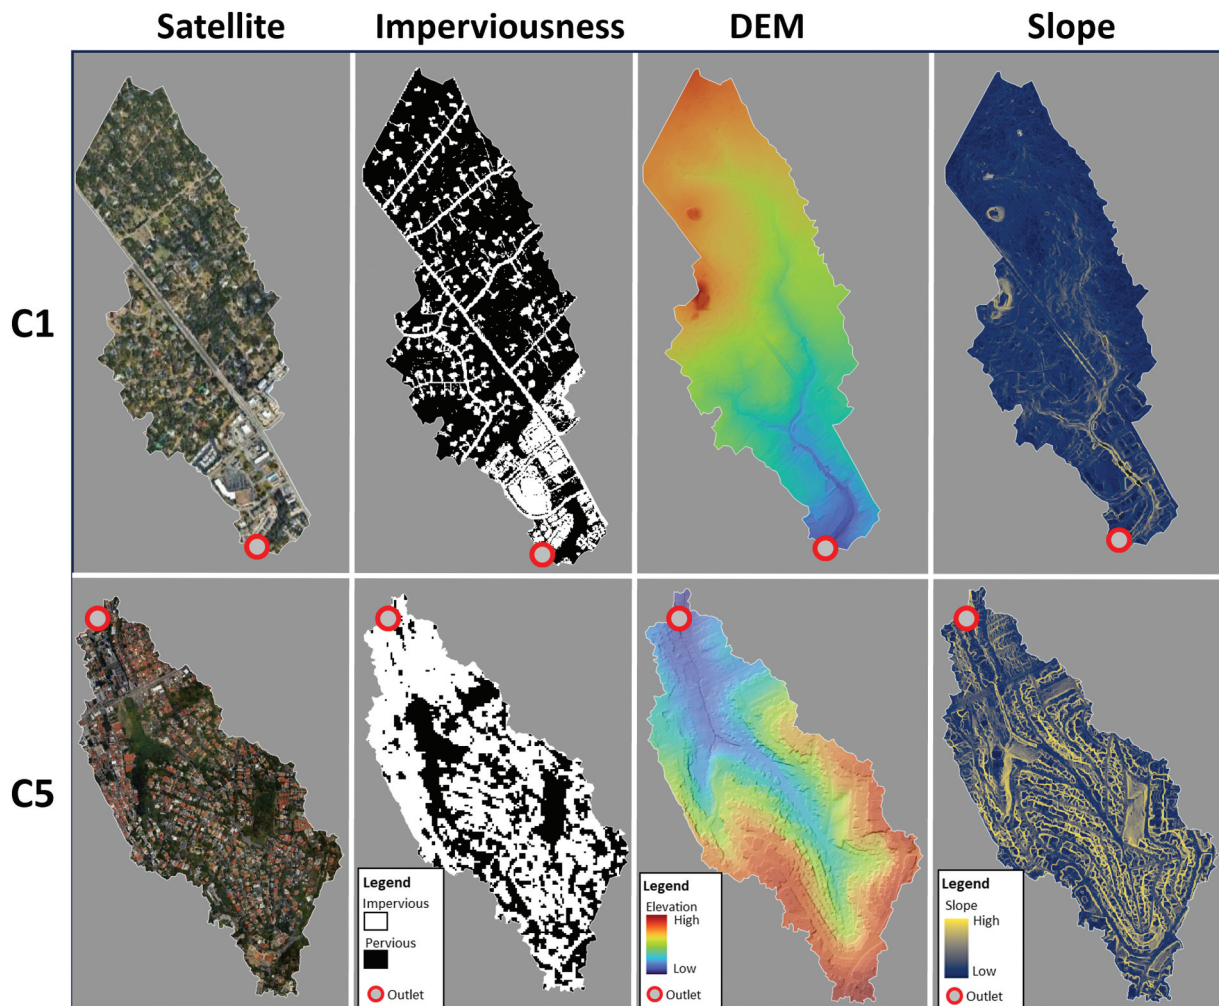 Satellite
Imperviousness
DEM
Slope
C1
C5
Legend
Impervious
Pervious
Outlet
Legend
Elevation
High
Low
Outlet
Legend
Slope
High
Low
Outlet